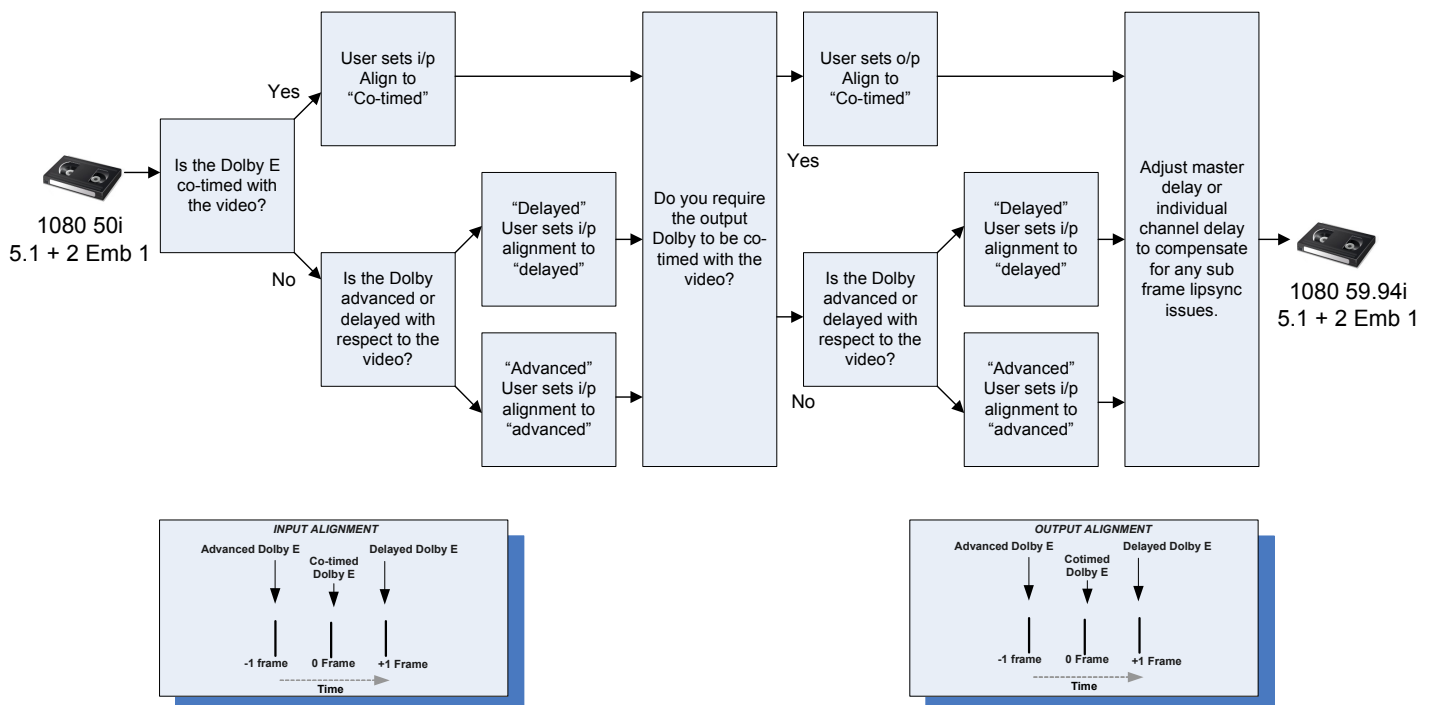 1080 50i
5.1 + 2 Emb 1
Is the Dolby E
co-timed with
the video?
Yes
No
User sets i/p
Align to
“Co-timed”
Is the Dolby
advanced or
delayed with
respect to the
video?
“Delayed”
User sets i/p
alignment to
“delayed”
“Advanced”
User sets i/p
alignment to
“advanced”
Do you require
the output
Dolby to be co-
timed with the
video?
Yes
No
User sets o/p
Align to
“Co-timed”
Is the Dolby
advanced or
delayed with
respect to the
video?
“Delayed”
User sets i/p
alignment to
“delayed”
“Advanced”
User sets i/p
alignment to
“advanced”
Adjust master
delay or
individual
channel delay
to compensate
for any sub
frame lipsync
issues.
1080 59.94i
5.1 + 2 Emb 1
INPUT ALIGNMENT
Advanced Dolby E
Co-timed
Dolby E
Delayed Dolby E
-1 frame
0 Frame
+1 Frame
Time
OUTPUT ALIGNMENT
Advanced Dolby E
Cotimed
Dolby E
Delayed Dolby E
-1 frame
0 Frame
+1 Frame
Time